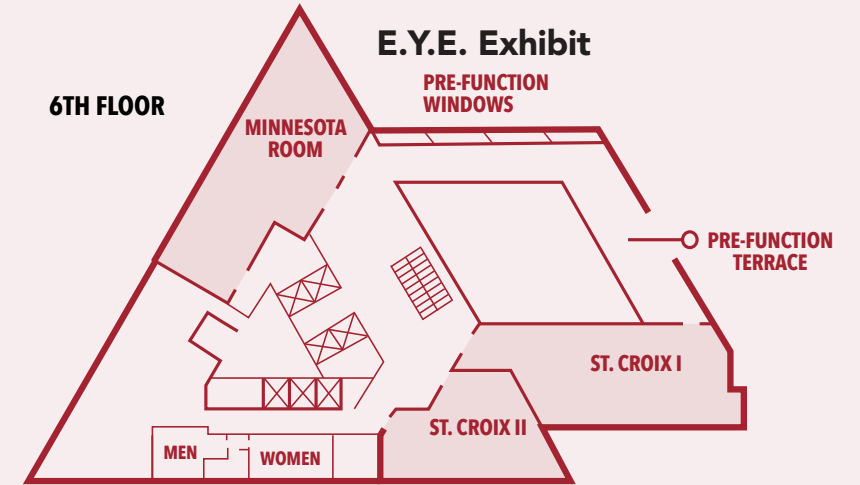 E.Y.E. Exhibit
PRE-FUNCTION
WINDOWS
6TH FLOOR
MINNESOTA
ROOM
PRE-FUNCTION
TERRACE
ST. CROIX I
ST. CROIX II
MEN
WOMEN